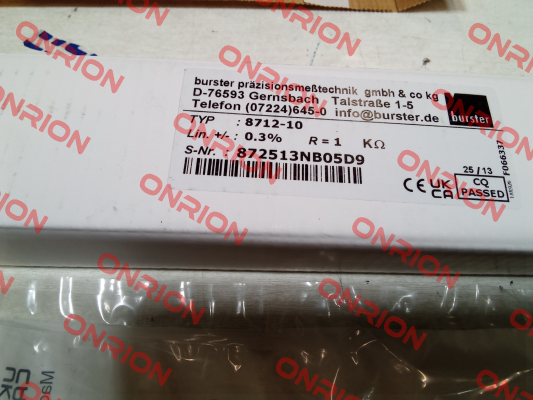 burster präzisionsmeßtechnik gmbh & co kg
D-76593 Gernsbach Talstraße 1-5
Telefon (07224)645-0 info@burster.de
burster
TYP : 8712-10
Lin. +/- : 0.3% R = 1 KΩ
S-Nr. : 872513NB05D9
25 / 13
CE UK CA CQ PASSED
F066337
ONRION
ONRION
ONRION
ONRION
ONRION
ONRION
ONRION
ONRION
ONRION
ONRION
ONRION
ONRION
ONRION